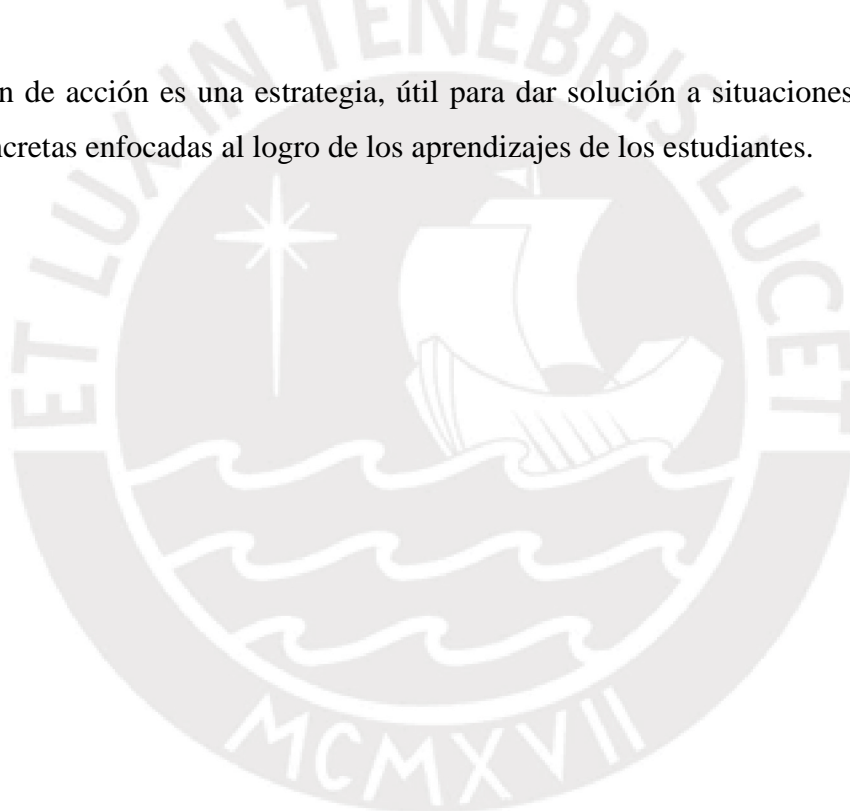 n de acción es una estrategia, útil para dar solución a situaciones
ncretas enfocadas al logro de los aprendizajes de los estudiantes.
ET LUX IN TENEBRIS LUCET
MCMXVII